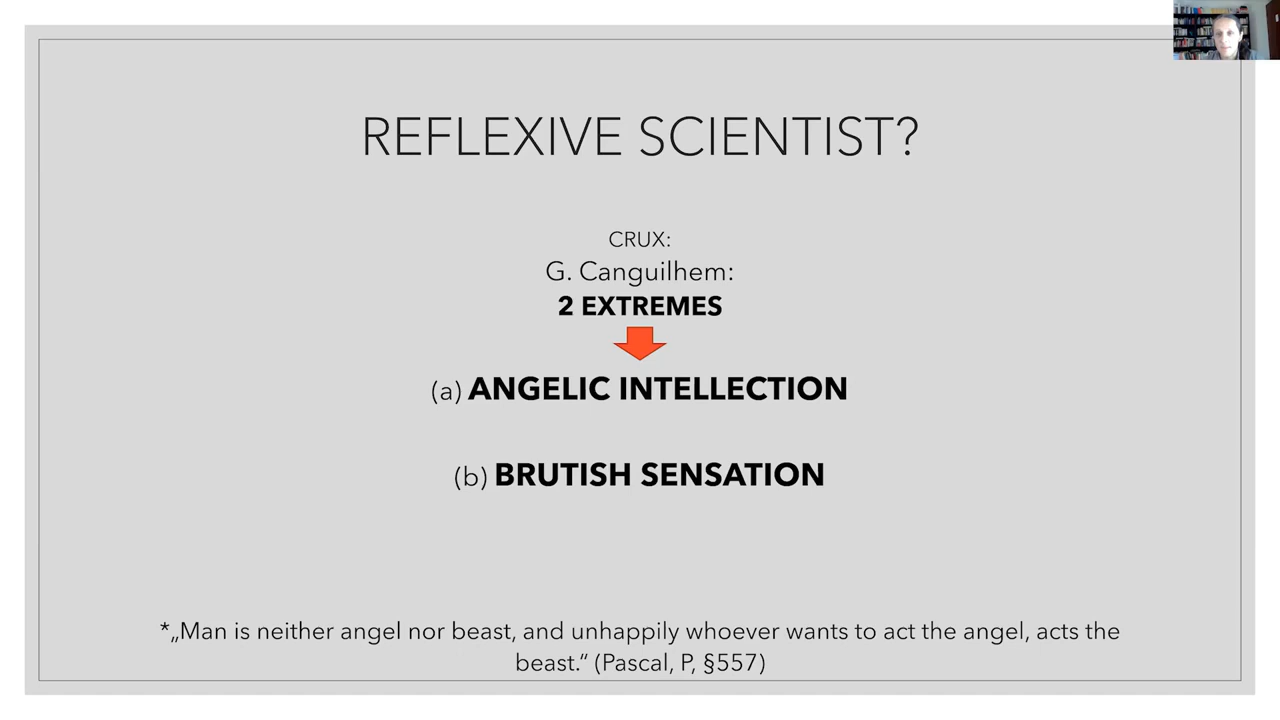 REFLEXIVE SCIENTIST?
CRUX:
G. Canguilhem:
2 EXTREMES
(a) ANGELIC INTELLECTION
(b) BRUTISH SENSATION
*„Man is neither angel nor beast, and unhappily whoever wants to act the angel, acts the
beast.“ (Pascal, P, §557)